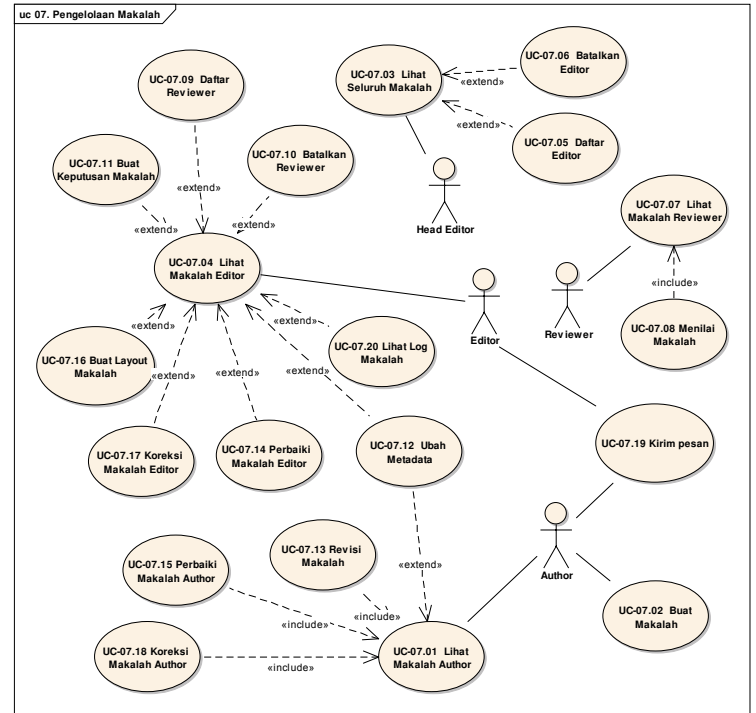 uc 07. Pengelolaan Makalah
UC-07.06 Batalkan
Editor
UC-07.03 Lihat
Seluruh Makalah
«extend»
UC-07.09 Daftar
Reviewer
«extend»
UC-07.05 Daftar
Editor
UC-07.11 Buat
Keputusan Makalah
UC-07.10 Batalkan
Reviewer
«extend»
«extend»
«extend»
Head Editor
UC-07.07 Lihat
Makalah Reviewer
UC-07.04 Lihat
Makalah Editor
«include»
Editor
Reviewer
UC-07.08 Menilai
Makalah
«extend»
«extend»
UC-07.20 Lihat Log
Makalah
UC-07.16 Buat Layout
Makalah
«extend»
«extend»
«extend»
UC-07.17 Koreksi
Makalah Editor
UC-07.14 Perbaiki
Makalah Editor
UC-07.12 Ubah
Metadata
UC-07.19 Kirim pesan
UC-07.15 Perbaiki
Makalah Author
UC-07.13 Revisi
Makalah
«extend»
Author
«include»
«include»
UC-07.02 Buat
Makalah
UC-07.18 Koreksi
Makalah Author
«include»
UC-07.01 Lihat
Makalah Author